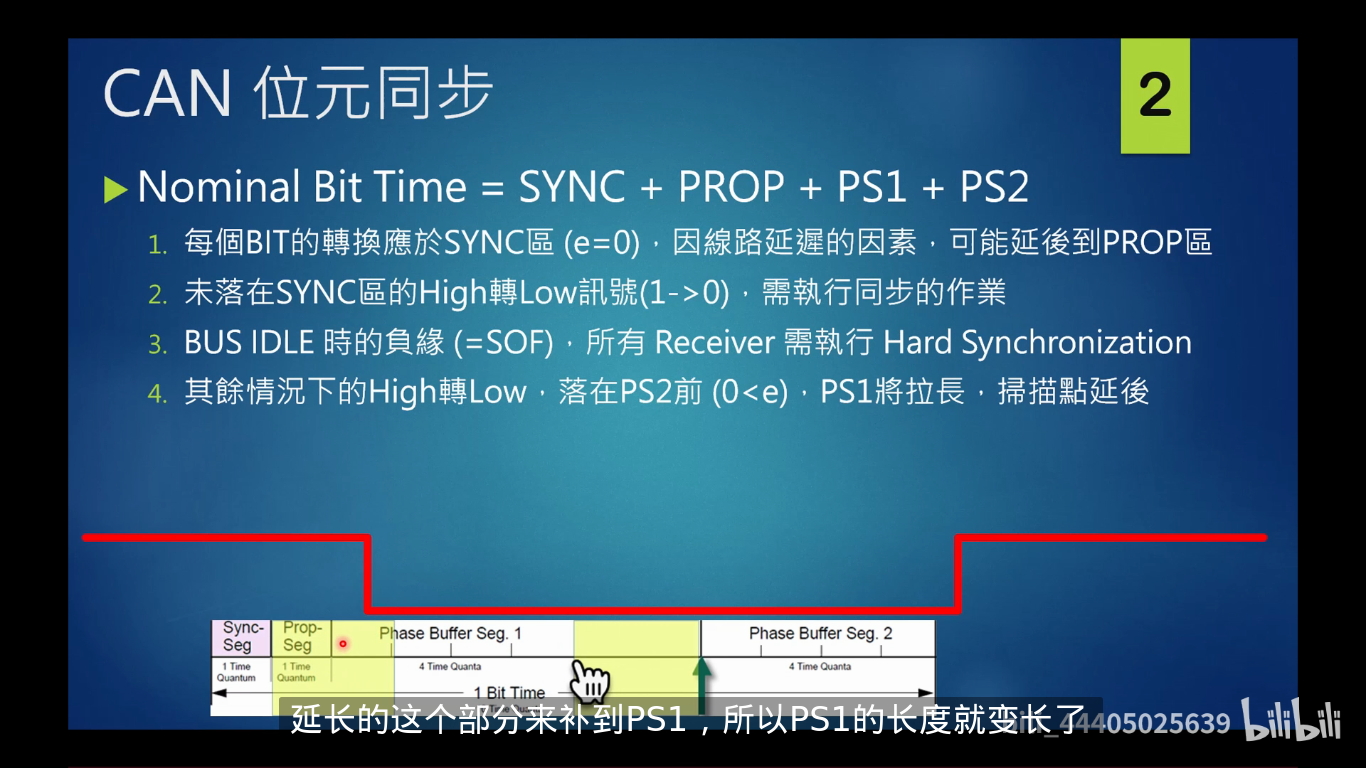 CAN 位元同步
2
Nominal Bit Time = SYNC + PROP + PS1 + PS2
1. 每個BIT的轉換應於SYNC區 (e=0)，因線路延遲的因素，可能延後到PROP區
2. 未落在SYNC區的High轉Low訊號(1->0)，需執行同步的作業
3. BUS IDLE 時的負緣 (=SOF)，所有 Receiver 需執行 Hard Synchronization
4. 其餘情況下的High轉Low，落在PS2前 (0<e)，PS1將拉長，掃描點延後
Sync-Seg
Prop-Seg
Phase Buffer Seg. 1
Phase Buffer Seg. 2
1 Time Quantum
1 Time Quantum
4 Time Quanta
4 Time Quanta
1 Bit Time
延长的这个部分来补到PS1，所以PS1的长度就变长了
_44405025639
bilibili